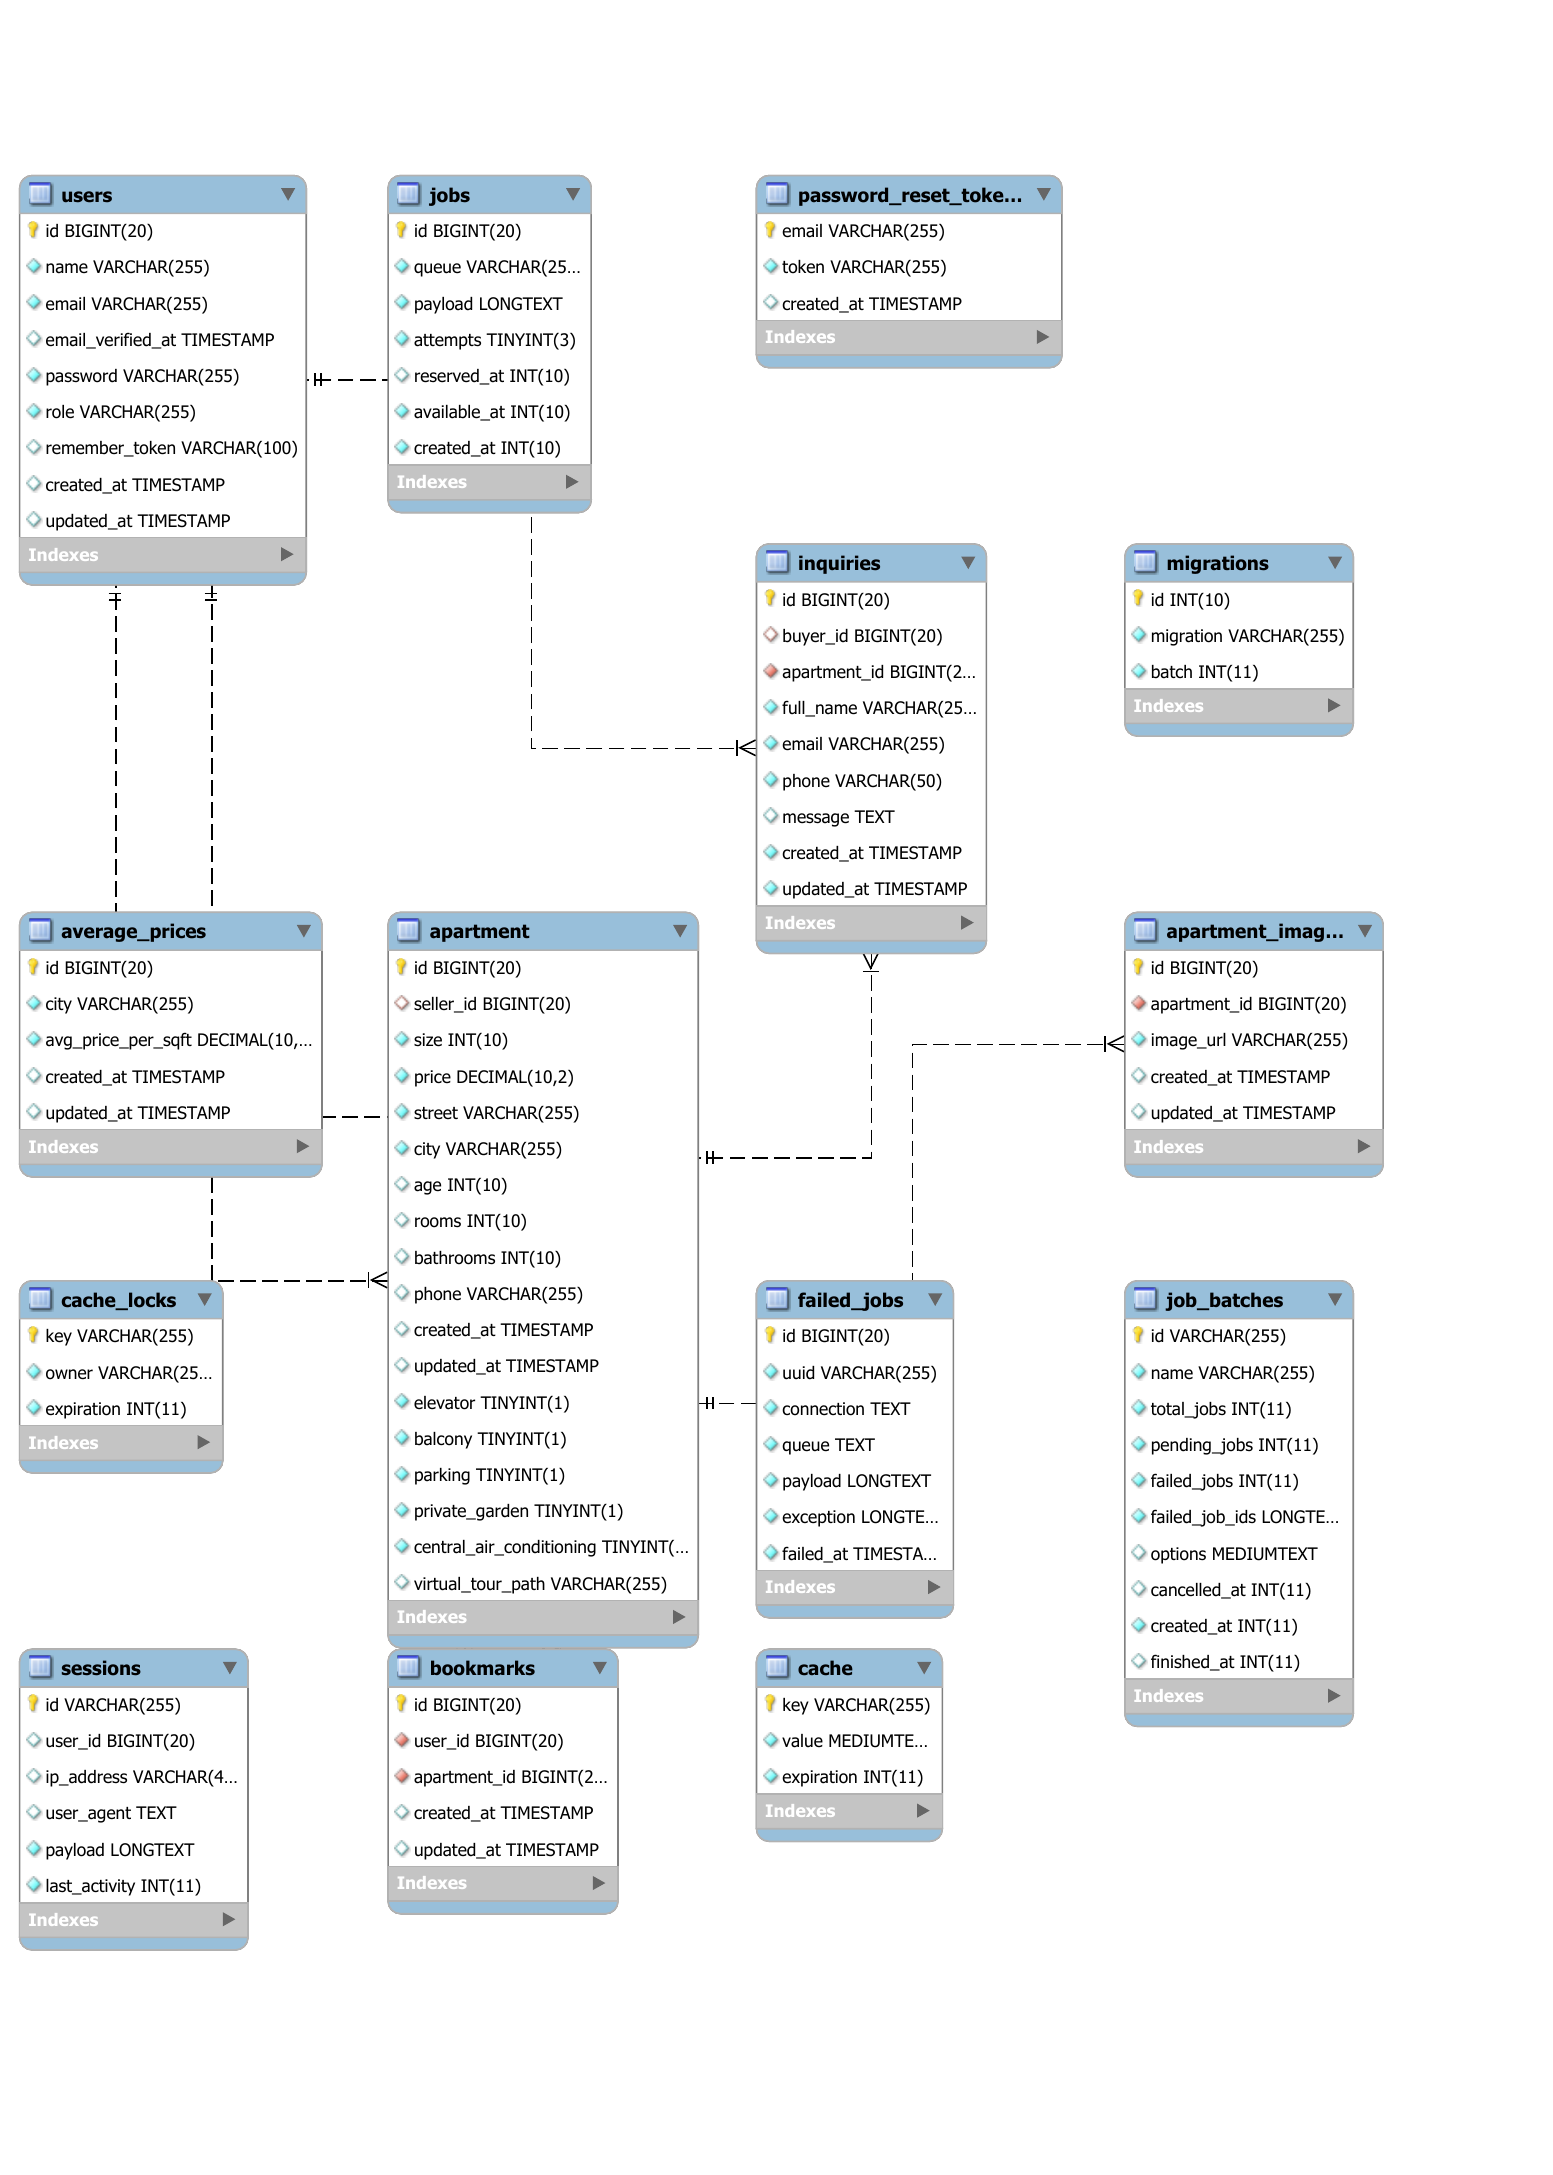 users
id BIGINT(20)
name VARCHAR(255)
email VARCHAR(255)
email_verified_at TIMESTAMP
password VARCHAR(255)
role VARCHAR(255)
remember_token VARCHAR(100)
created_at TIMESTAMP
updated_at TIMESTAMP
Indexes
jobs
id BIGINT(20)
queue VARCHAR(25...
payload LONGTEXT
attempts TINYINT(3)
reserved_at INT(10)
available_at INT(10)
created_at INT(10)
Indexes
password_reset_toke...
email VARCHAR(255)
token VARCHAR(255)
created_at TIMESTAMP
Indexes
inquiries
id BIGINT(20)
buyer_id BIGINT(20)
apartment_id BIGINT(2...
full_name VARCHAR(25...
email VARCHAR(255)
phone VARCHAR(50)
message TEXT
created_at TIMESTAMP
updated_at TIMESTAMP
Indexes
migrations
id INT(10)
migration VARCHAR(255)
batch INT(11)
Indexes
average_prices
id BIGINT(20)
city VARCHAR(255)
avg_price_per_sqft DECIMAL(10,...
created_at TIMESTAMP
updated_at TIMESTAMP
Indexes
apartment
id BIGINT(20)
seller_id BIGINT(20)
size INT(10)
price DECIMAL(10,2)
street VARCHAR(255)
city VARCHAR(255)
age INT(10)
rooms INT(10)
bathrooms INT(10)
phone VARCHAR(255)
created_at TIMESTAMP
updated_at TIMESTAMP
elevator TINYINT(1)
balcony TINYINT(1)
parking TINYINT(1)
private_garden TINYINT(1)
central_air_conditioning TINYINT(...
virtual_tour_path VARCHAR(255)
Indexes
apartment_imag...
id BIGINT(20)
apartment_id BIGINT(20)
image_url VARCHAR(255)
created_at TIMESTAMP
updated_at TIMESTAMP
Indexes
cache_locks
key VARCHAR(255)
owner VARCHAR(25...
expiration INT(11)
Indexes
failed_jobs
id BIGINT(20)
uuid VARCHAR(255)
connection TEXT
queue TEXT
payload LONGTEXT
exception LONGTE...
failed_at TIMESTA...
Indexes
job_batches
id VARCHAR(255)
name VARCHAR(255)
total_jobs INT(11)
pending_jobs INT(11)
failed_jobs INT(11)
failed_job_ids LONGTE...
options MEDIUMTEXT
cancelled_at INT(11)
created_at INT(11)
finished_at INT(11)
Indexes
sessions
id VARCHAR(255)
user_id BIGINT(20)
ip_address VARCHAR(4...
user_agent TEXT
payload LONGTEXT
last_activity INT(11)
Indexes
bookmarks
id BIGINT(20)
user_id BIGINT(20)
apartment_id BIGINT(2...
created_at TIMESTAMP
updated_at TIMESTAMP
Indexes
cache
key VARCHAR(255)
value MEDIUMTE...
expiration INT(11)
Indexes